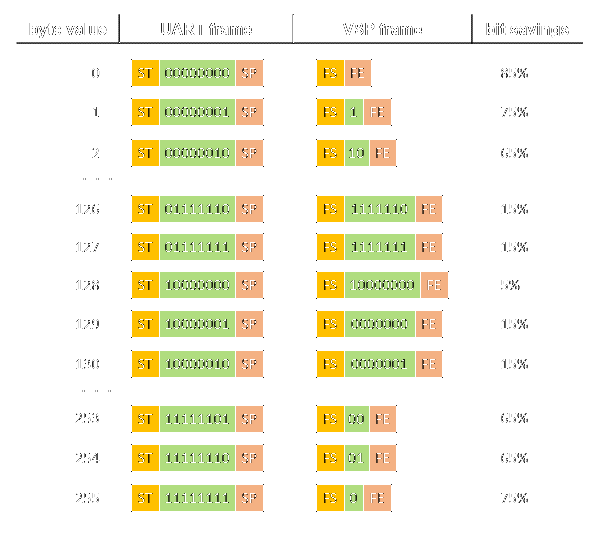 byte value UART frame VSP frame bit savings
0 ST 00000000 SP FS FE 85%
1 ST 00000001 SP FS 1 FE 75%
2 ST 00000010 SP FS 10 FE 65%
. . .
126 ST 01111110 SP FS 1111110 FE 15%
127 ST 01111111 SP FS 1111111 FE 15%
128 ST 10000000 SP FS 10000000 FE 5%
129 ST 10000001 SP FS 0000000 FE 15%
130 ST 10000010 SP FS 0000001 FE 15%
. . .
253 ST 11111101 SP FS 00 FE 65%
254 ST 11111110 SP FS 01 FE 65%
255 ST 11111111 SP FS 0 FE 75%